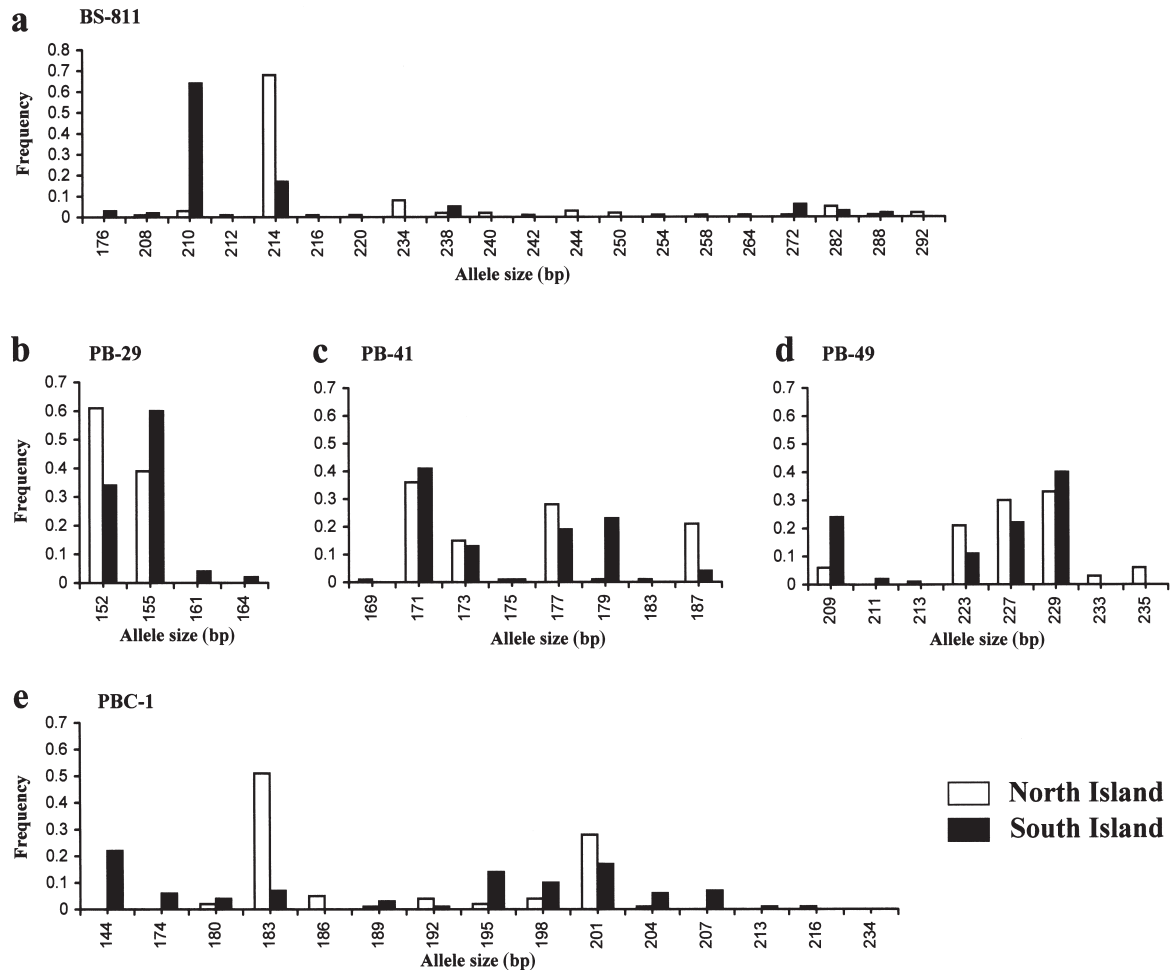 a BS-811
0.8
0.7
0.6
0.5
0.4
0.3
0.2
0.1
0
Frequency
176 208 210 212 214 216 220 234 238 240 242 244 250 254 258 264 272 282 288 292
Allele size (bp)
b PB-29
0.7
0.6
0.5
0.4
0.3
0.2
0.1
0
Frequency
152 155 161 164
Allele size (bp)
c PB-41
0.7
0.6
0.5
0.4
0.3
0.2
0.1
0
169 171 173 175 177 179 183 187
Allele size (bp)
d PB-49
0.7
0.6
0.5
0.4
0.3
0.2
0.1
0
209 211 213 223 227 229 233 235
Allele size (bp)
e PBC-1
0.7
0.6
0.5
0.4
0.3
0.2
0.1
0
Frequency
144 174 180 183 186 189 192 195 198 201 204 207 213 216 234
Allele size (bp)
North Island
South Island